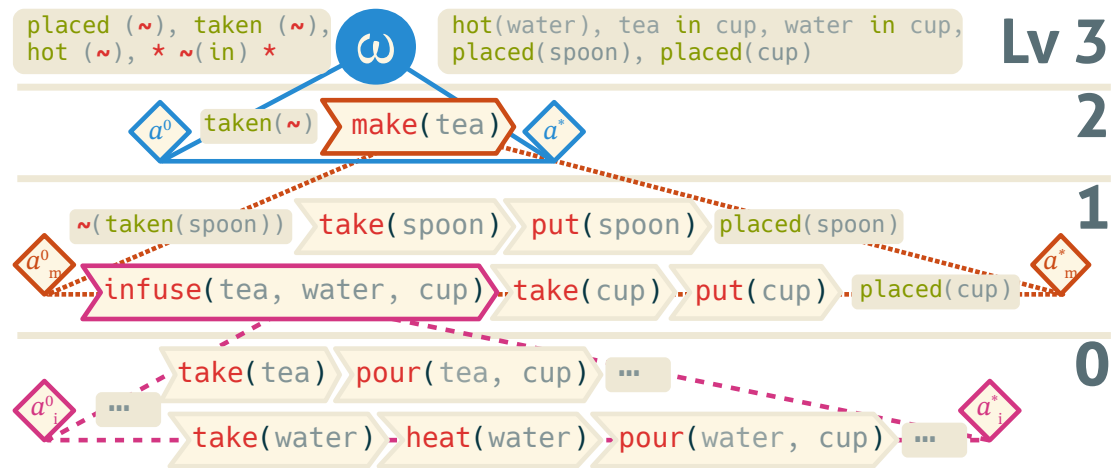 placed (~), taken (~),
hot (~), * ~(in) *
ω
hot(water), tea in cup, water in cup,
placed(spoon), placed(cup)
Lv 3
a⁰
taken(~)
make(tea)
a*
2
~(taken(spoon))
take(spoon)
put(spoon)
placed(spoon)
1
a⁰ₘ
infuse(tea, water, cup)
take(cup)
put(cup)
placed(cup)
a*ₘ
0
take(tea)
pour(tea, cup)
...
a⁰ᵢ
...
take(water)
heat(water)
pour(water, cup)
...
a*ᵢ